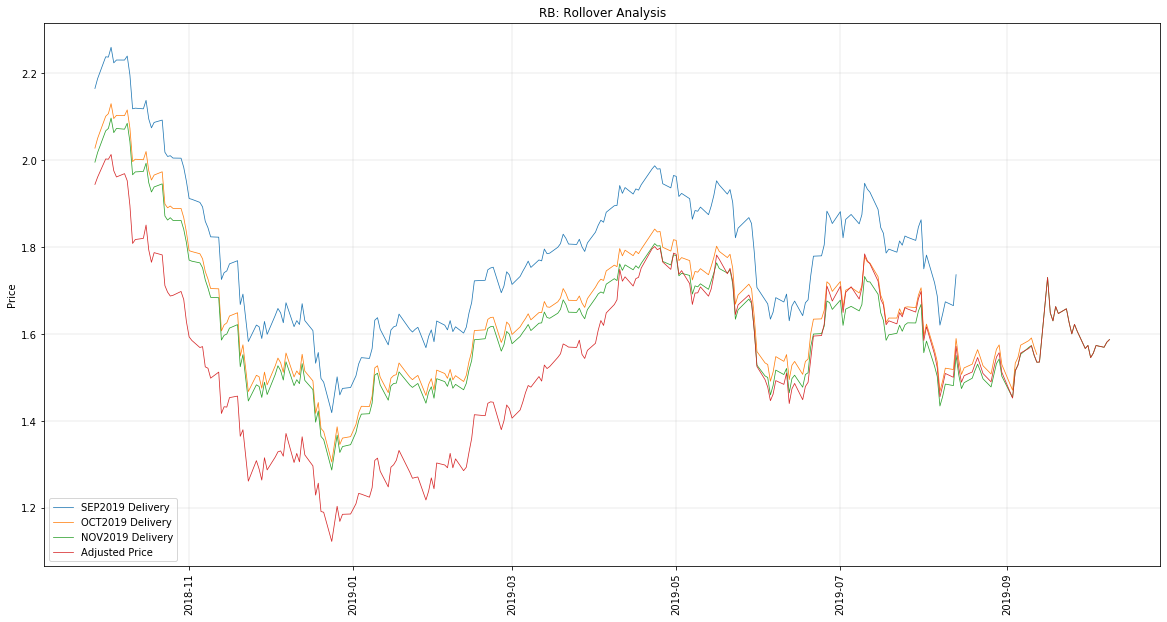 RB: Rollover Analysis
Price
2.2
2.0
1.8
1.6
1.4
1.2
SEP2019 Delivery
OCT2019 Delivery
NOV2019 Delivery
Adjusted Price
2018-11
2019-01
2019-03
2019-05
2019-07
2019-09